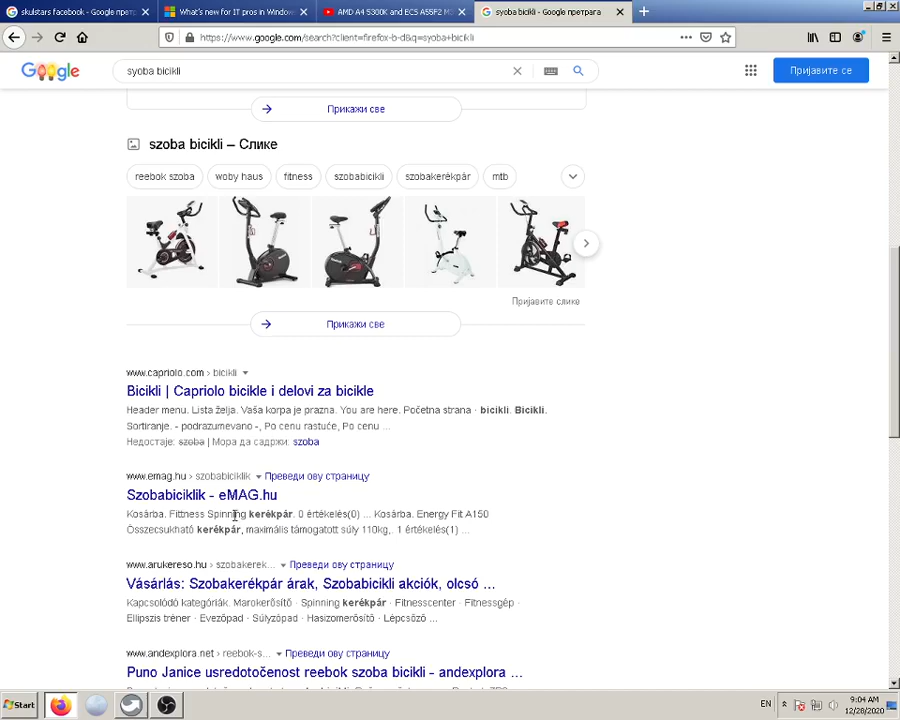 skulstars facebook - Google претр
What's new for IT pros in Window
AMD A4 5300K and ECS A55F2 M
syoba bicikli - Google претрага
https://www.google.com/search?client=firefox-b-d&q=syoba+bicikli
Google
syoba bicikli
Пријавите се
Прикажи све
szoba bicikli – Слике
reebok szoba
woby haus
fitness
szobabicikli
szobakerékpár
mtb
Пријавите слике
Прикажи све
www.capriolo.com › bicikli
Bicikli | Capriolo bicikle i delovi za bicikle
Header menu. Lista želja. Vaša korpa je prazna. You are here. Početna strana · bicikli. Bicikli.
Sortiranje. - podrazumevano -, Po cenu rastuće, Po cenu ...
Недостаје: szoba | Мора да садржи: szoba
www.emag.hu › szobabiciklik
Преведи ову страницу
Szobabiciklik - eMAG.hu
Kosárba. Fittness Spinning kerékpár. 0 értékelés(0) ... Kosárba. Energy Fit A150
Összecsukható kerékpár, maximális támogatott súly 110kg,. 1 értékelés(1) ...
www.arukereso.hu › szobakerek...
Преведи ову страницу
Vásárlás: Szobakerékpár árak, Szobabicikli akciók, olcsó ...
Kapcsolódó kategóriák. Marokerősítő · Spinning kerékpár · Fitnesscenter · Fitnessgép ·
Ellipszis tréner · Evezőpad · Súlyzópad · Hasizomerősítő · Lépcsőző ...
www.andexplora.net › reebok-s...
Преведи ову страницу
Puno Janice usredotočenost reebok szoba bicikli - andexplora ...
Start
EN
9:04 AM
12/28/2020